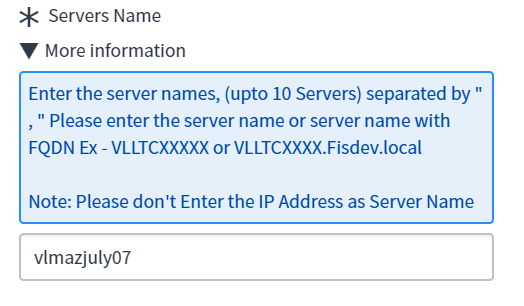 * Servers Name
▼ More information
Enter the server names, (upto 10 Servers) separated by "
, " Please enter the server name or server name with
FQDN Ex - VLLTCXXXXX or VLLTCXXXX.Fisdev.local
Note: Please don't Enter the IP Address as Server Name
vlmazjuly07